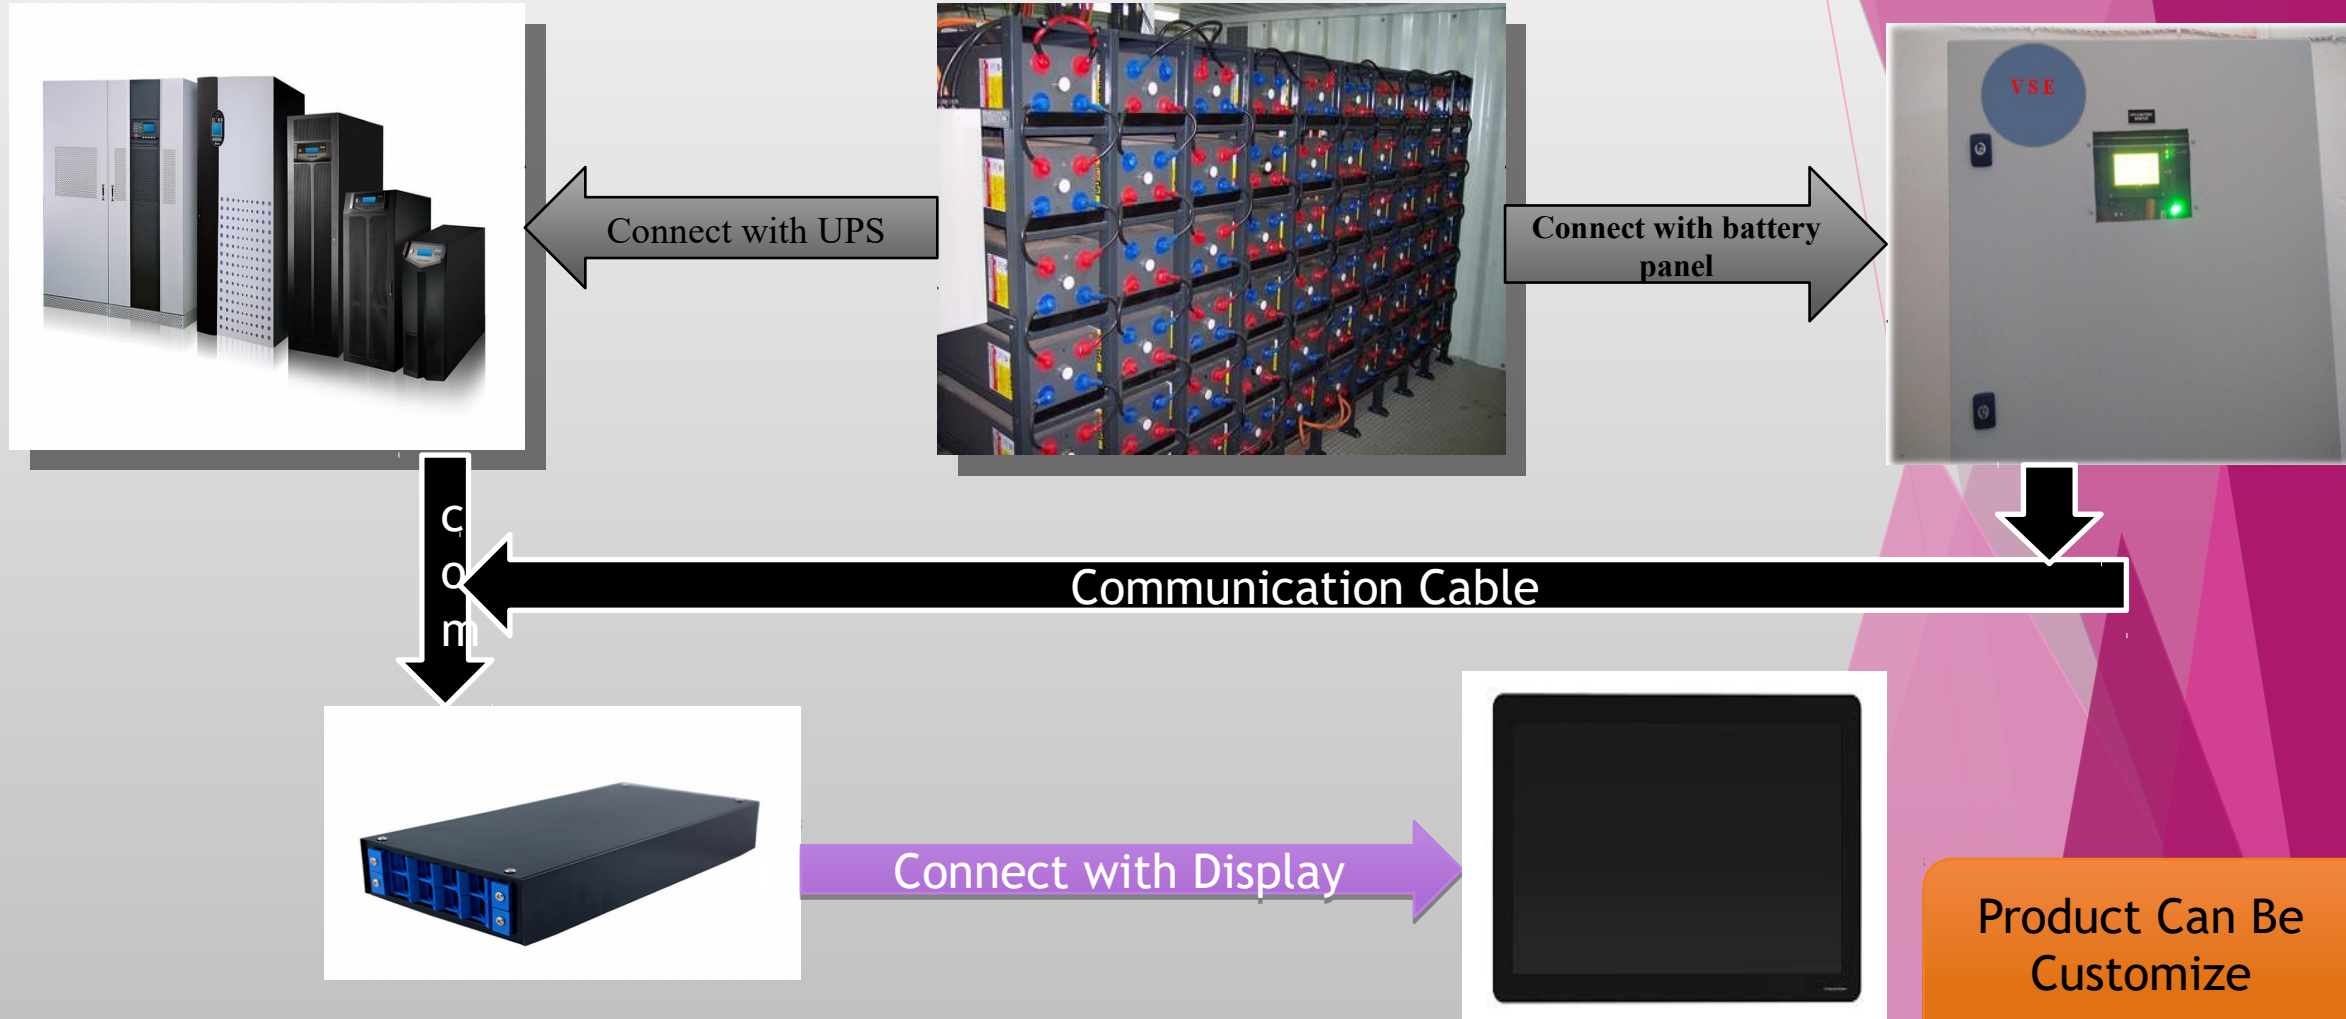 VSE
Connect with UPS
Connect with battery
panel
c
o
m
Communication Cable
Connect with Display
Product Can Be
Customize